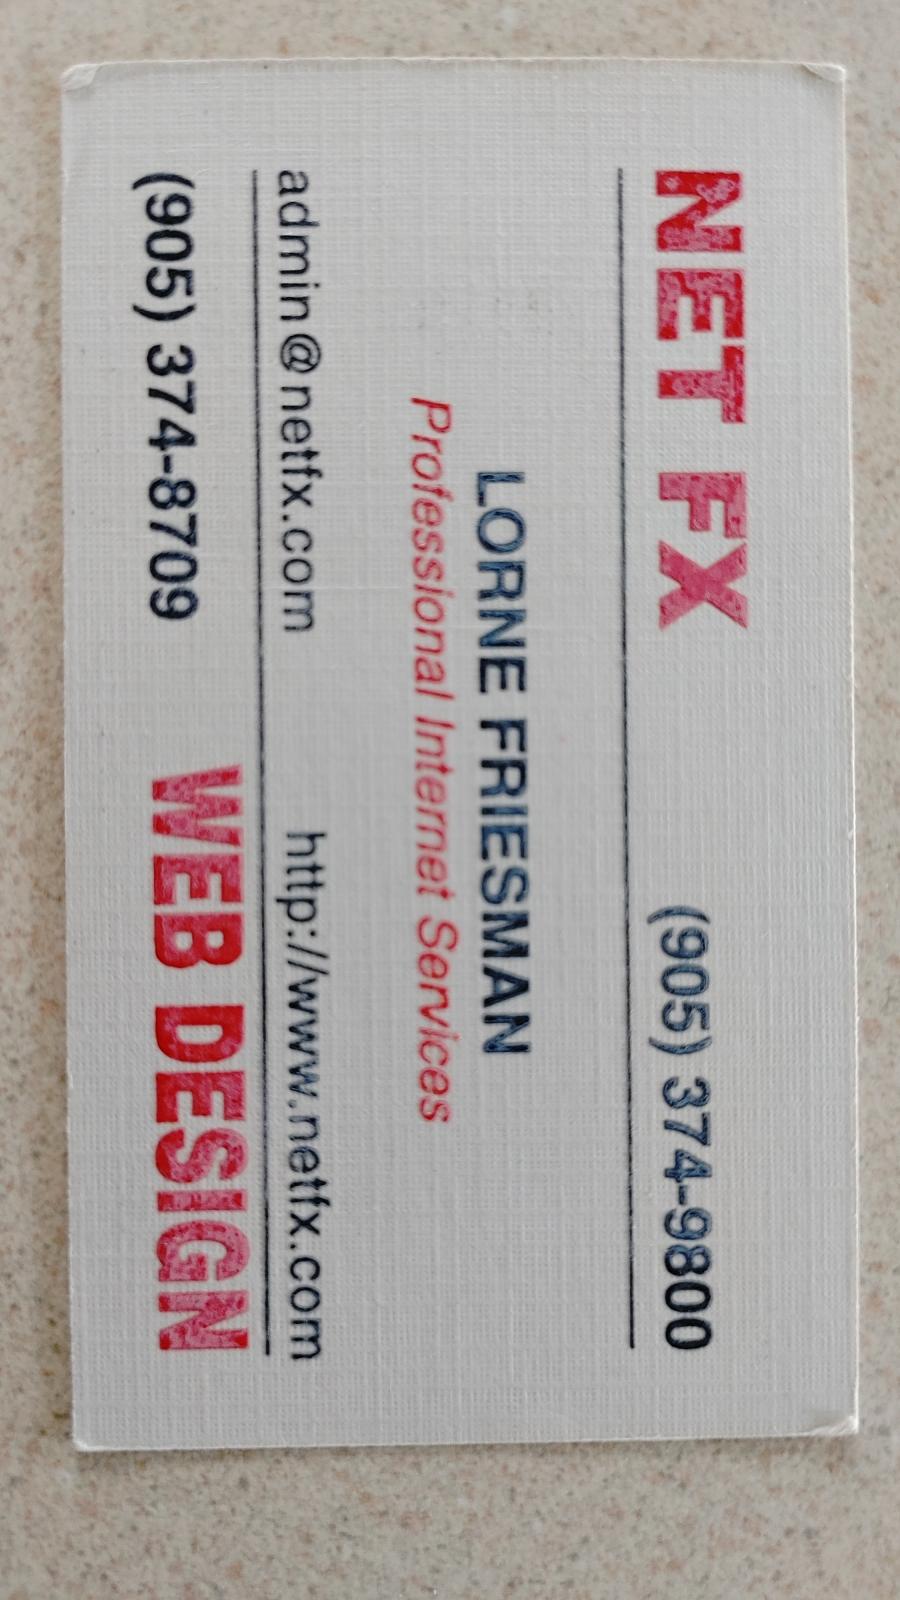 NET FX (905) 374-9800
LORNE FRIESMAN
Professional Internet Services
admin@netfx.com http://www.netfx.com
(905) 374-8709 WEB DESIGN